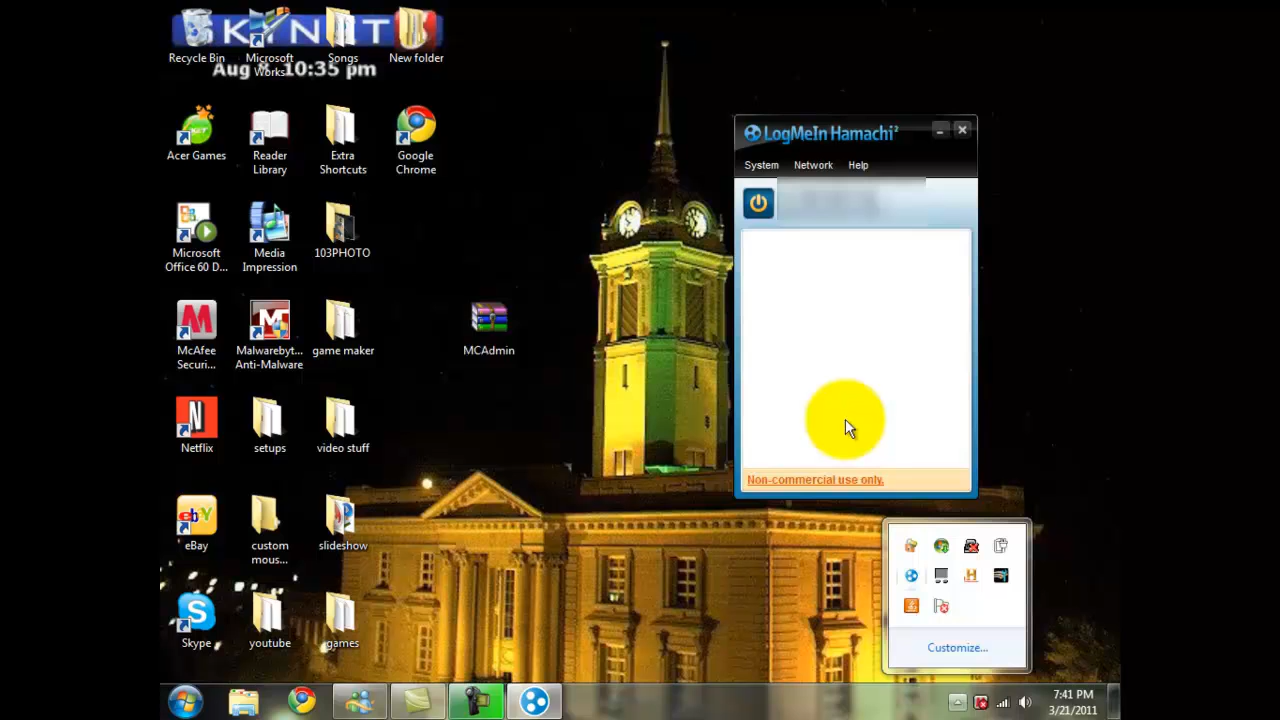 SKYNET
Aug 8, 10:35 pm
Recycle Bin
Microsoft
Works
Songs
New folder
Acer Games
Reader
Library
Extra
Shortcuts
Google
Chrome
Microsoft
Office 60 D...
Media
Impression
103PHOTO
McAfee
Securi...
Malwarebyt...
Anti-Malware
game maker
MCAdmin
Netflix
setups
video stuff
eBay
custom
mous...
slideshow
Skype
youtube
games
LogMeIn Hamachi²
System
Network
Help
Non-commercial use only.
Customize...
7:41 PM
3/21/2011